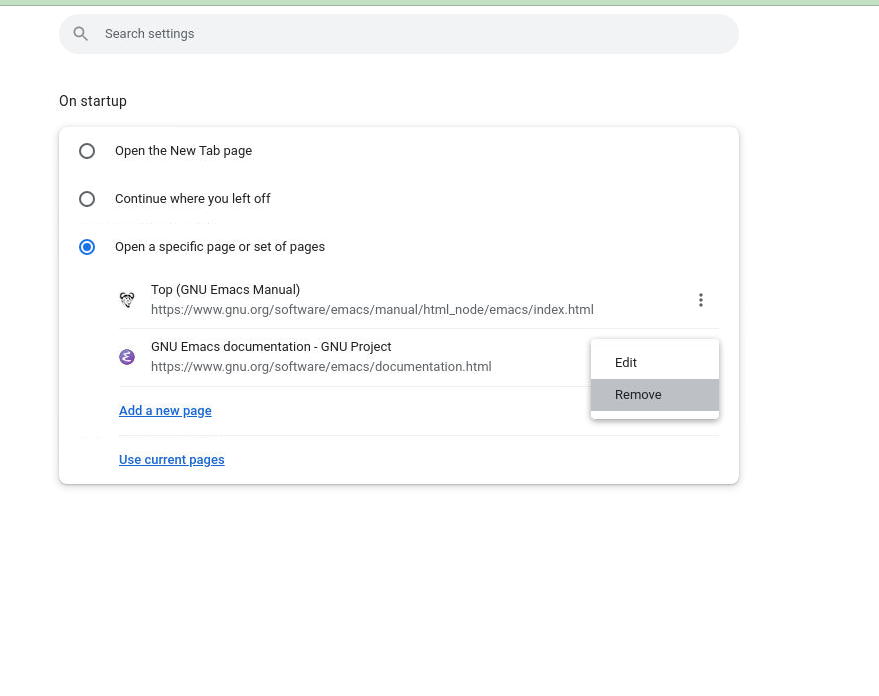 Search settings
On startup
Open the New Tab page
Continue where you left off
Open a specific page or set of pages
Top (GNU Emacs Manual)
https://www.gnu.org/software/emacs/manual/html_node/emacs/index.html
GNU Emacs documentation - GNU Project
https://www.gnu.org/software/emacs/documentation.html
Edit
Remove
Add a new page
Use current pages